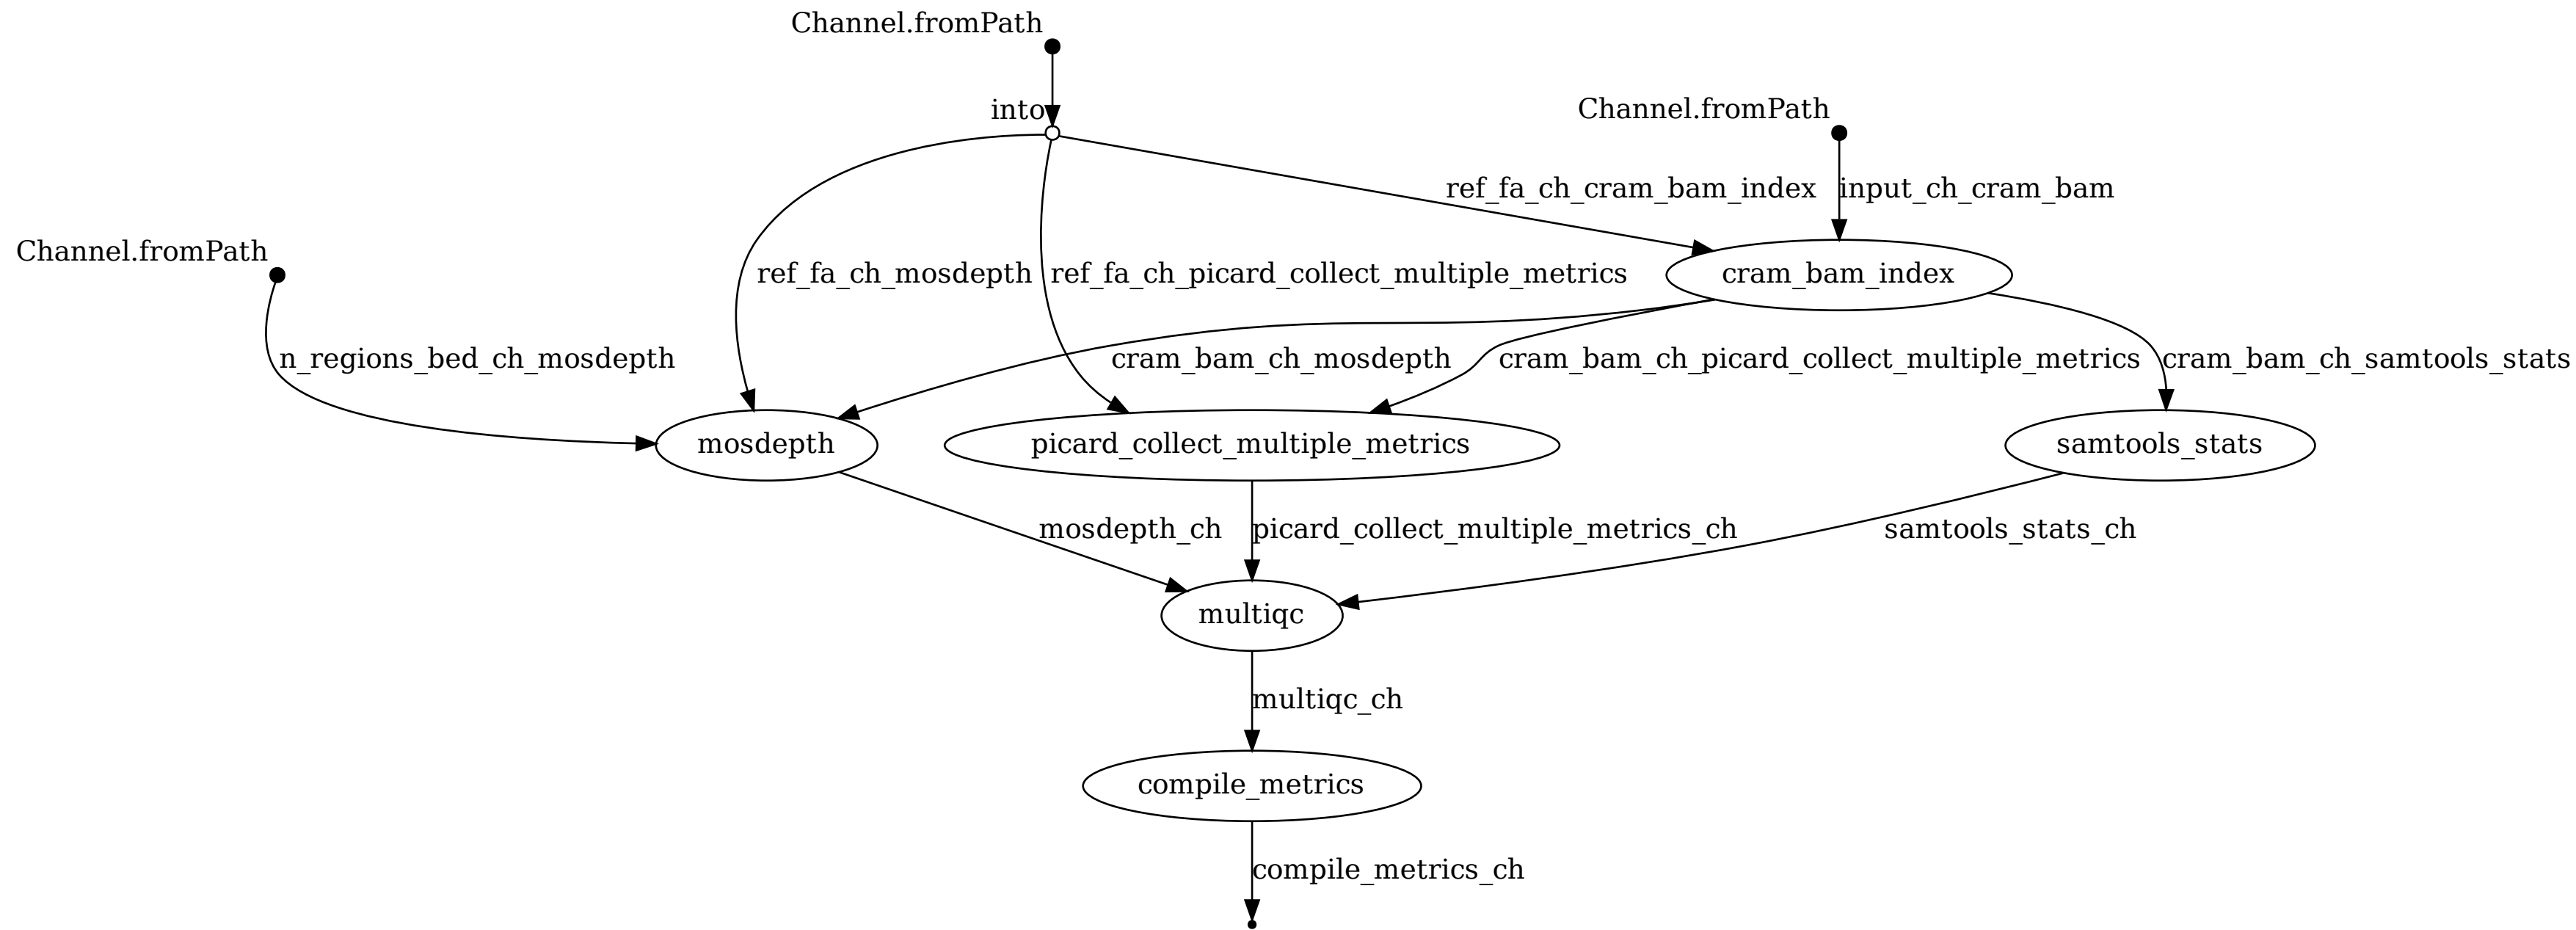 Channel.fromPath
into
Channel.fromPath
ref_fa_ch_cram_bam_index
input_ch_cram_bam
Channel.fromPath
ref_fa_ch_mosdepth
ref_fa_ch_picard_collect_multiple_metrics
cram_bam_index
n_regions_bed_ch_mosdepth
cram_bam_ch_mosdepth
cram_bam_ch_picard_collect_multiple_metrics
cram_bam_ch_samtools_stats
mosdepth
picard_collect_multiple_metrics
samtools_stats
mosdepth_ch
picard_collect_multiple_metrics_ch
samtools_stats_ch
multiqc
multiqc_ch
compile_metrics
compile_metrics_ch